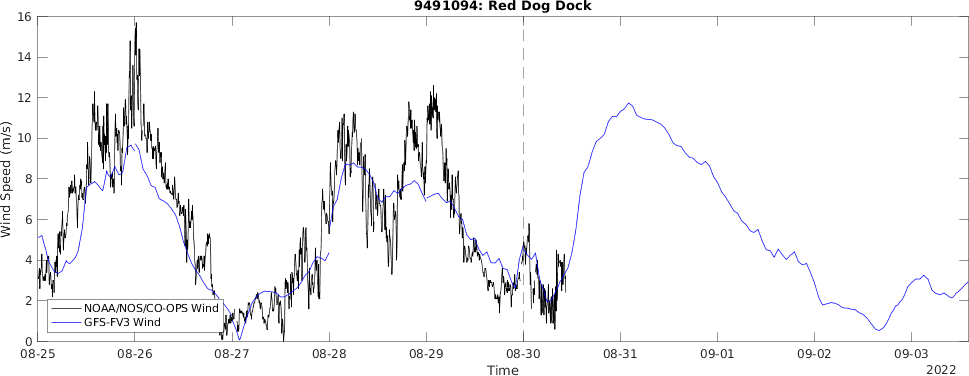 9491094: Red Dog Dock
Wind Speed (m/s)
16
14
12
10
8
6
4
2
0
NOAA/NOS/CO-OPS Wind
GFS-FV3 Wind
08-25 08-26 08-27 08-28 08-29 08-30 08-31 09-01 09-02 09-03
Time
2022